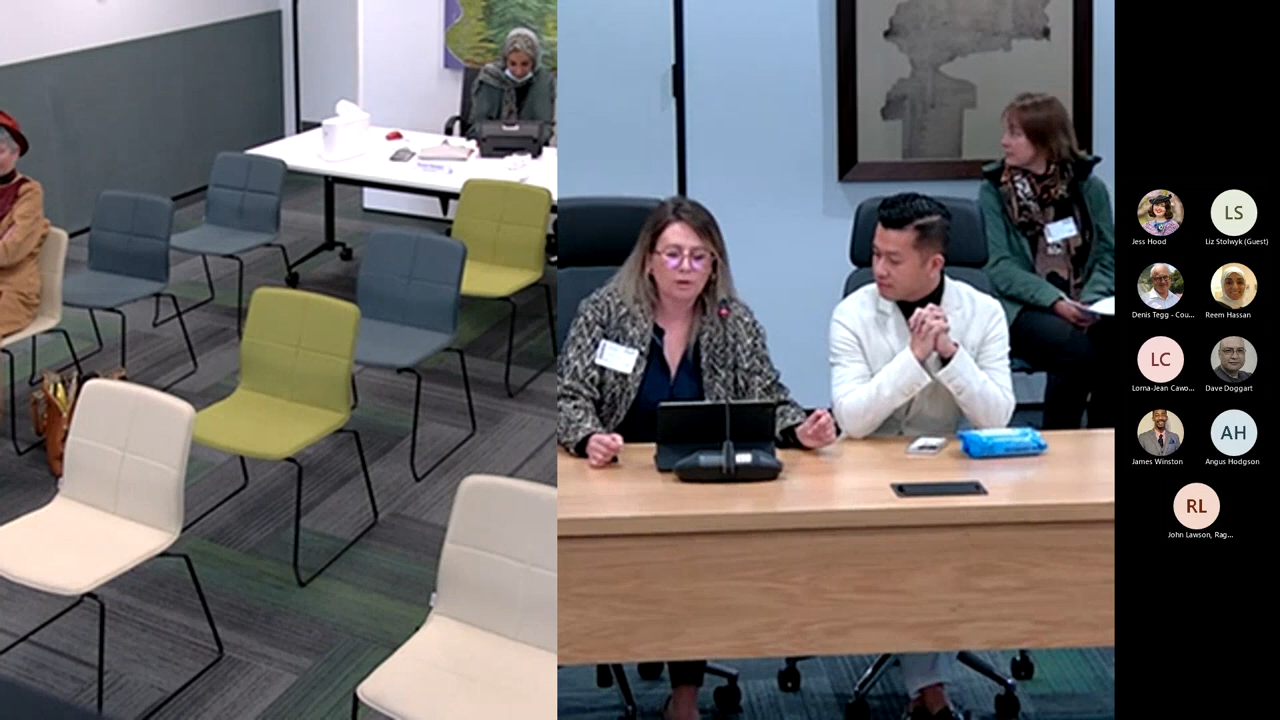 Jess Hood
LS
Liz Stolwyk (Guest)
Denis Tegg - Cou...
Reem Hassan
LC
Lorna-Jean Cawo...
Dave Doggart
James Winston
AH
Angus Hodgson
RL
John Lawson, Rag...